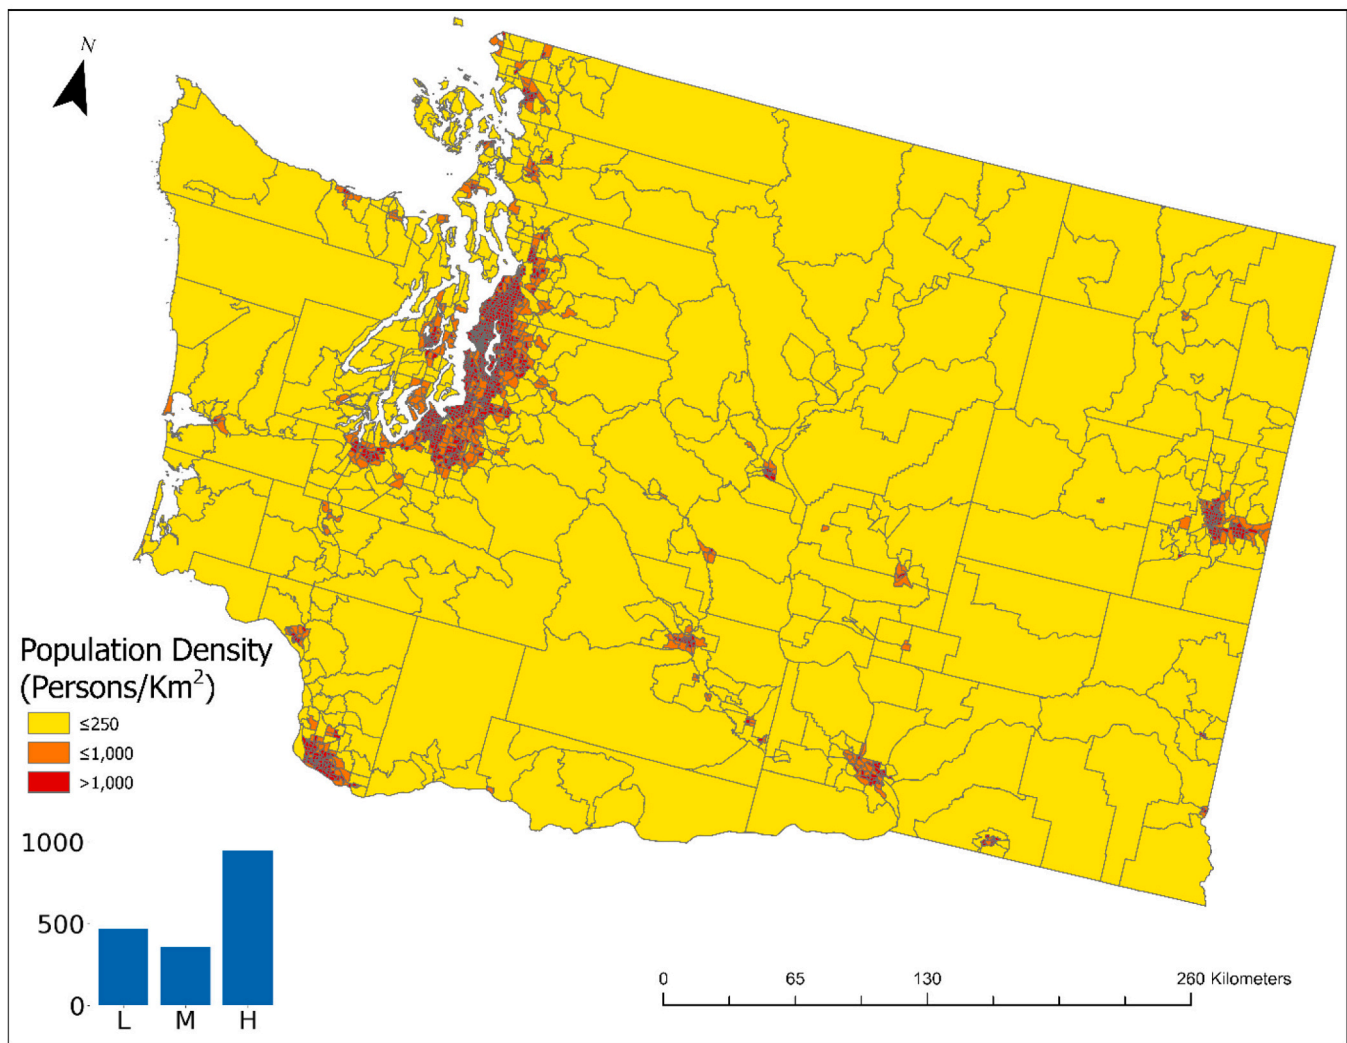 N
Population Density
(Persons/Km²)
≤250
≤1,000
>1,000
1000
500
0
L M H
0 65 130 260 Kilometers